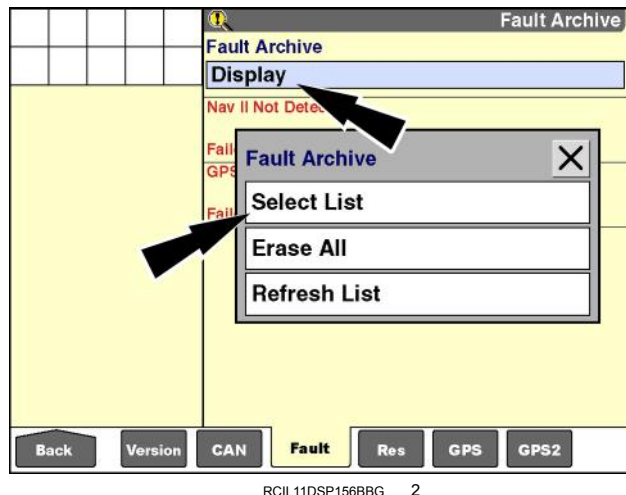 Fault Archive
Fault Archive
Display
Nav II Not Dete
Fail
GPS
Fail
Fault Archive
Select List
Erase All
Refresh List
Back Version CAN Fault Res GPS GPS2
RCIL11DSP156BBG 2